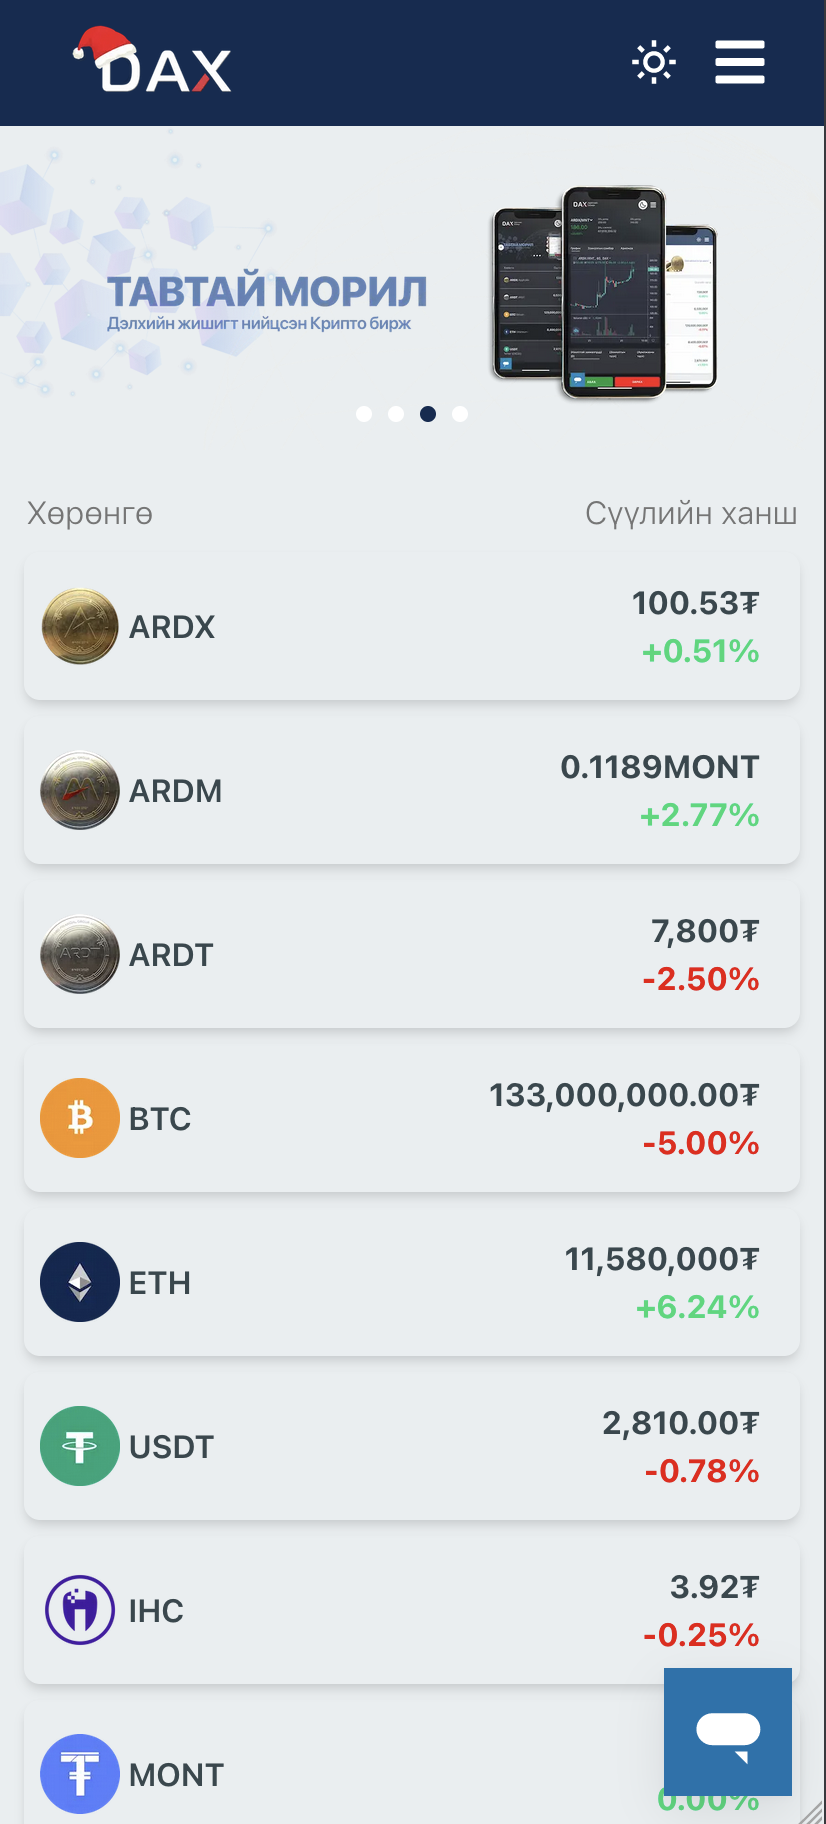 DAX
ТАВТАЙ МОРИЛ
Дэлхийн жишигт нийцсэн Крипто бирж
Хөрөнгө
Сүүлийн ханш
ARDX
100.53₮
+0.51%
ARDM
0.1189MONT
+2.77%
ARDT
7,800₮
-2.50%
BTC
133,000,000.00₮
-5.00%
ETH
11,580,000₮
+6.24%
USDT
2,810.00₮
-0.78%
IHC
3.92₮
-0.25%
MONT
0.00%